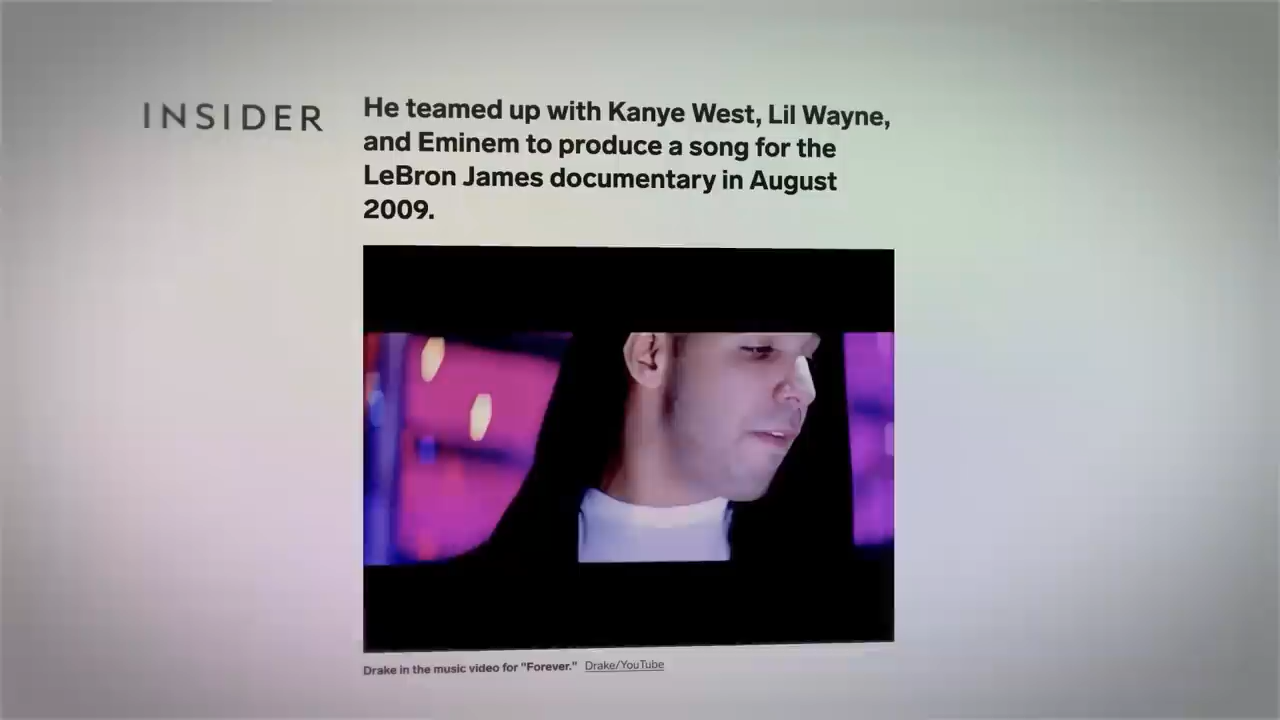 INSIDER
He teamed up with Kanye West, Lil Wayne,
and Eminem to produce a song for the
LeBron James documentary in August
2009.
Drake in the music video for "Forever." Drake/YouTube